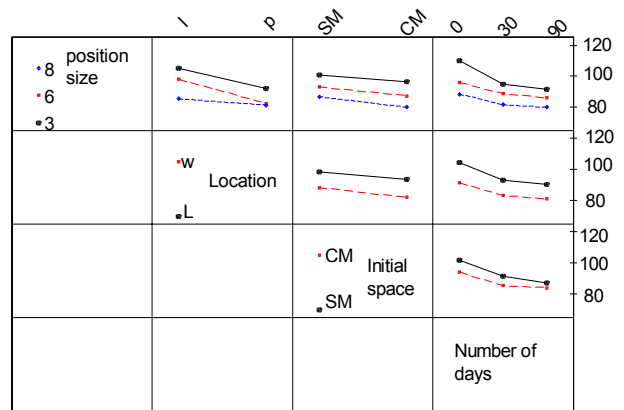 l p SM CM 0 30 90
8 position
size
6
3
120
100
80
w
Location
L
120
100
80
CM
Initial
space
SM
120
100
80
Number of
days